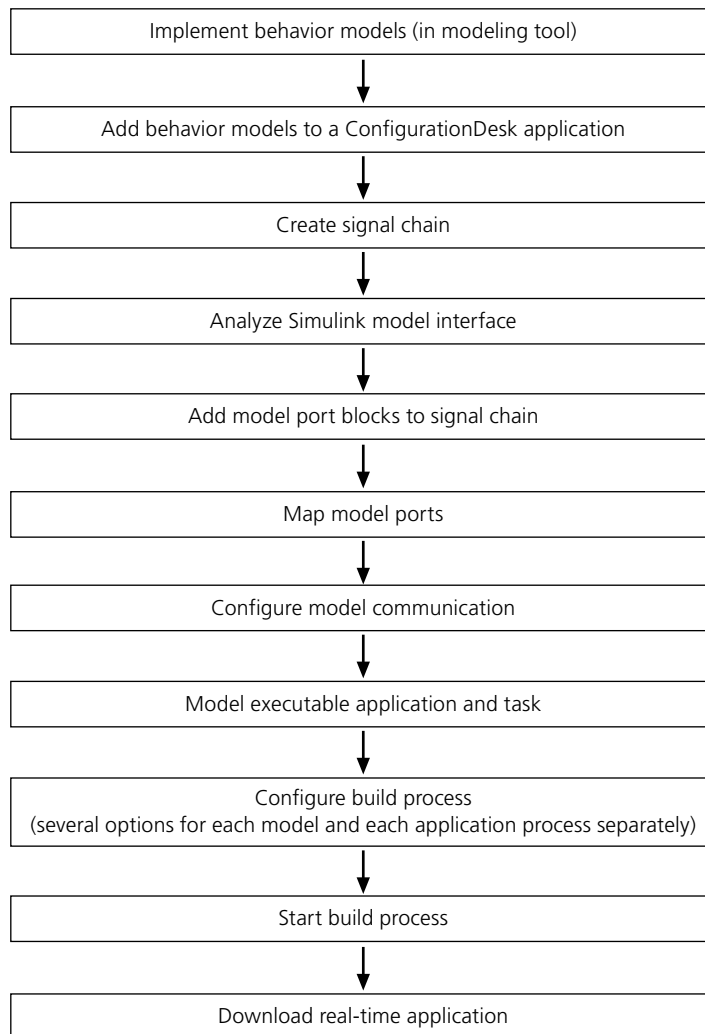 Implement behavior models (in modeling tool)
Add behavior models to a ConfigurationDesk application
Create signal chain
Analyze Simulink model interface
Add model port blocks to signal chain
Map model ports
Configure model communication
Model executable application and task
Configure build process
(several options for each model and each application process separately)
Start build process
Download real-time application